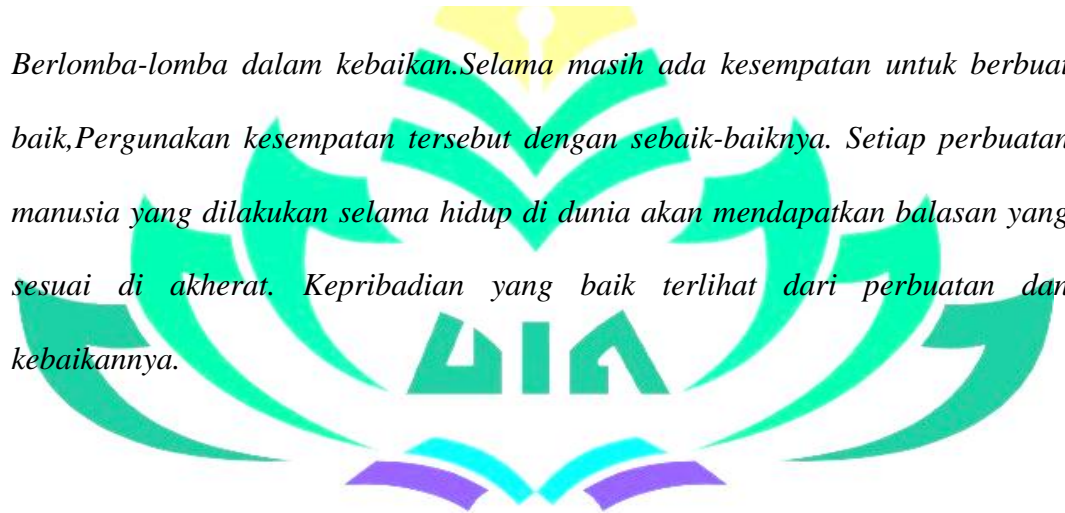 Berlomba-lomba dalam kebaikan.Selama masih ada kesempatan untuk berbuat
baik,Pergunakan kesempatan tersebut dengan sebaik-baiknya. Setiap perbuatan
manusia yang dilakukan selama hidup di dunia akan mendapatkan balasan yang
sesuai di akherat. Kepribadian yang baik terlihat dari perbuatan dan
kebaikannya.
UIN